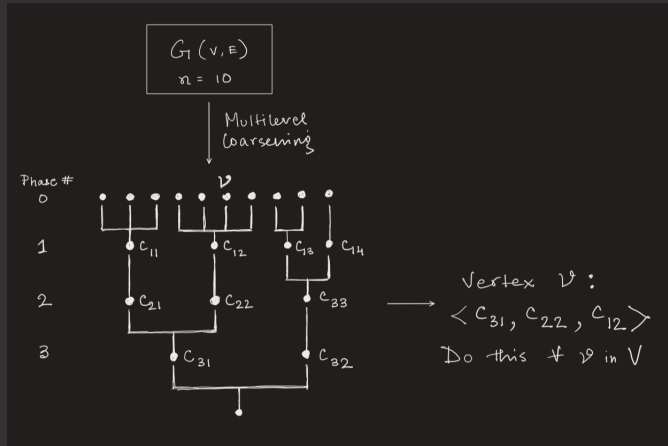 G(V,E)
n = 10
Multilevel
Coarsening
Phase #
0
v
1
C11
C12
C13
C14
2
C21
C22
C33
3
C31
C32
Vertex v :
< C31, C22, C12 >
Do this ∀ v in V